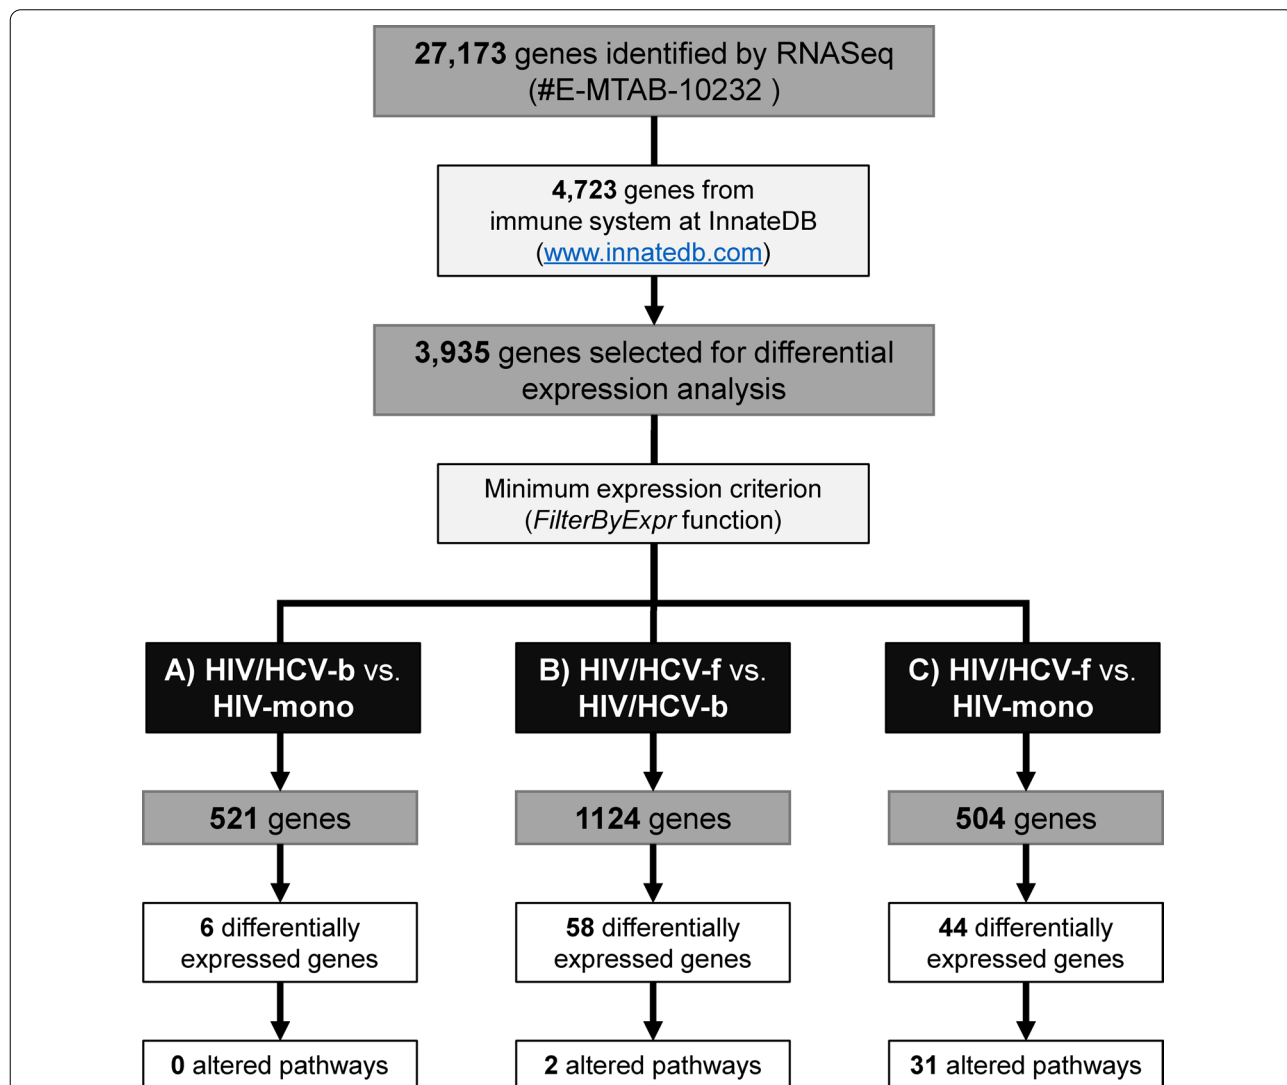 27,173 genes identified by RNASeq
(#E-MTAB-10232 )
4,723 genes from
immune system at InnateDB
(www.innatedb.com)
3,935 genes selected for differential
expression analysis
Minimum expression criterion
(FilterByExpr function)
A) HIV/HCV-b vs.
HIV-mono
521 genes
6 differentially
expressed genes
0 altered pathways
B) HIV/HCV-f vs.
HIV/HCV-b
1124 genes
58 differentially
expressed genes
2 altered pathways
C) HIV/HCV-f vs.
HIV-mono
504 genes
44 differentially
expressed genes
31 altered pathways